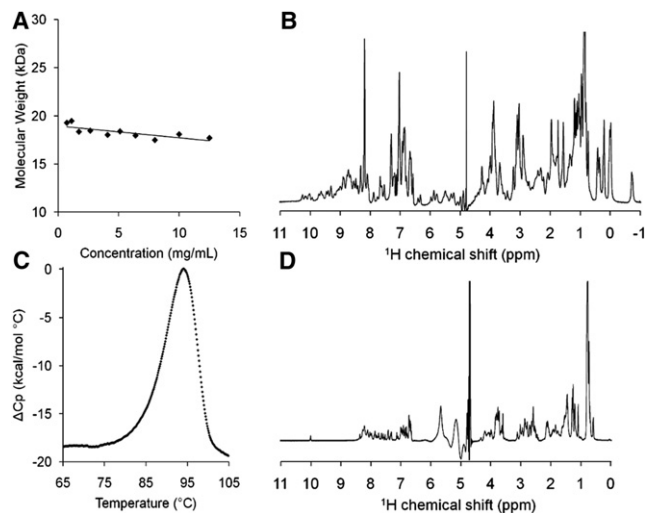 A
Molecular Weight (kDa)
30
25
20
15
10
0 5 10 15
Concentration (mg/mL)
B
11 10 9 8 7 6 5 4 3 2 1 0 -1
¹H chemical shift (ppm)
C
ΔCp (kcal/mol °C)
0
-5
-10
-15
-20
65 75 85 95 105
Temperature (°C)
D
11 10 9 8 7 6 5 4 3 2 1 0
¹H chemical shift (ppm)